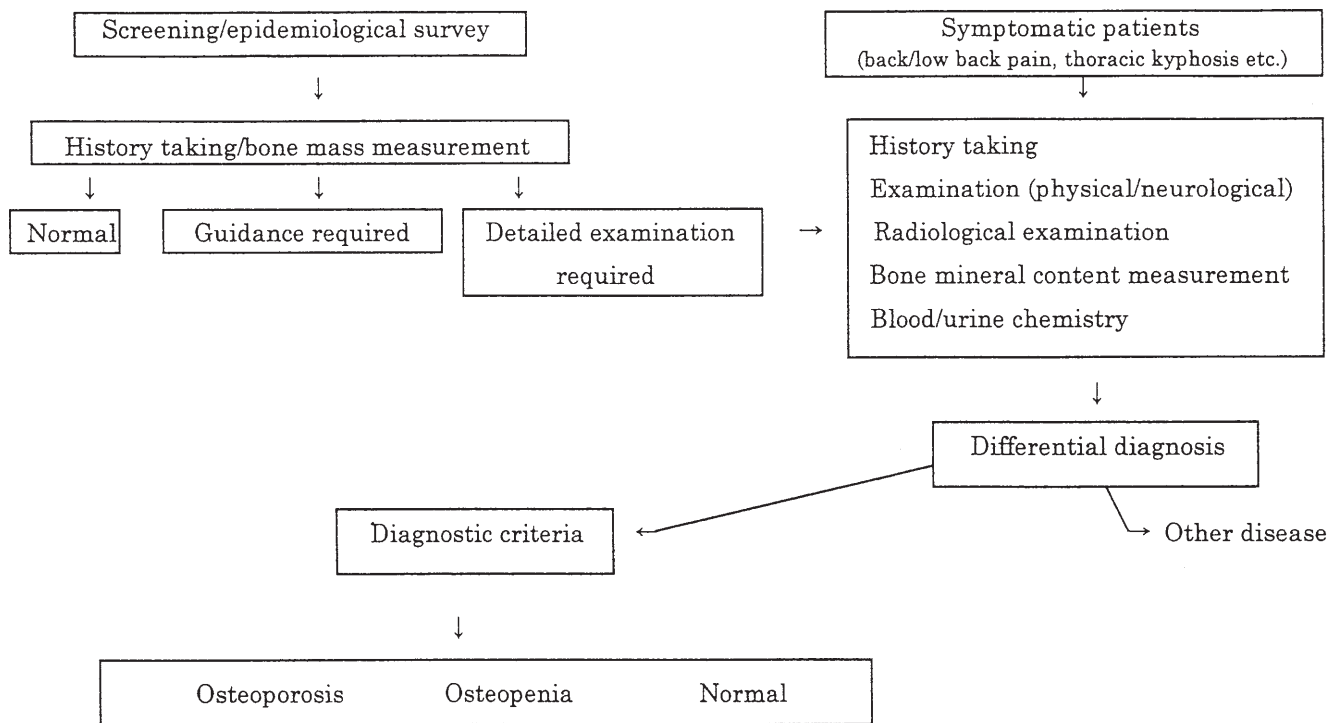 Screening/epidemiological survey
Symptomatic patients
(back/low back pain, thoracic kyphosis etc.)
↓
↓
History taking/bone mass measurement
↓ ↓ ↓
Normal
Guidance required
Detailed examination
required
→
History taking
Examination (physical/neurological)
Radiological examination
Bone mineral content measurement
Blood/urine chemistry
↓
Differential diagnosis
Diagnostic criteria
←
→ Other disease
↓
Osteoporosis Osteopenia Normal